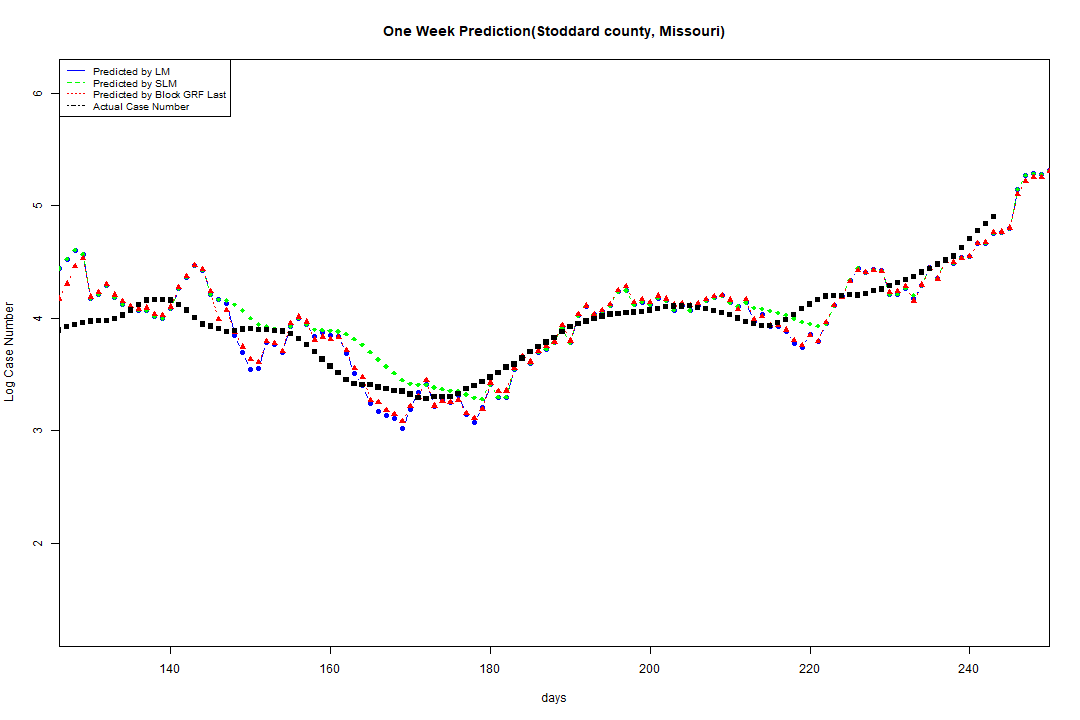 One Week Prediction(Stoddard county, Missouri)
Predicted by LM
Predicted by SLM
Predicted by Block GRF Last
Actual Case Number
Log Case Number
6
5
4
3
2
140 160 180 200 220 240
days